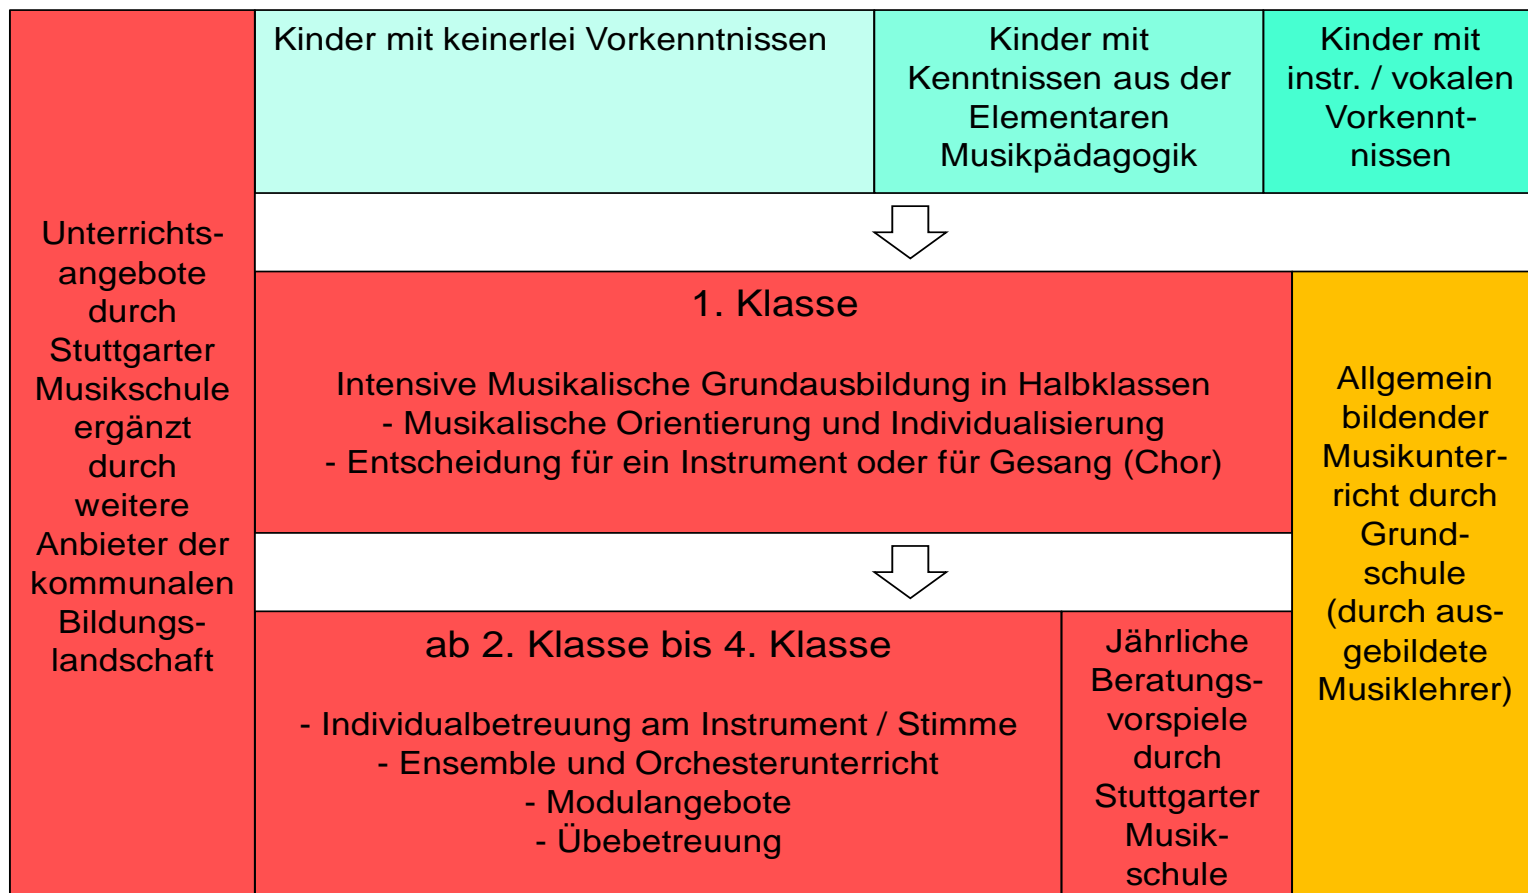 Unterrichts-
angebote
durch
Stuttgarter
Musikschule
ergänzt
durch
weitere
Anbieter der
kommunalen
Bildungs-
landschaft
Kinder mit keinerlei Vorkenntnissen
Kinder mit
Kenntnissen aus der
Elementaren
Musikpädagogik
Kinder mit
instr. / vokalen
Vorkennt-
nissen
1. Klasse
Intensive Musikalische Grundausbildung in Halbklassen
- Musikalische Orientierung und Individualisierung
- Entscheidung für ein Instrument oder für Gesang (Chor)
ab 2. Klasse bis 4. Klasse
- Individualbetreuung am Instrument / Stimme
- Ensemble und Orchesterunterricht
- Modulangebote
- Übebetreuung
Jährliche
Beratungs-
vorspiele
durch
Stuttgarter
Musik-
schule
Allgemein
bildender
Musikunter-
richt durch
Grund-
schule
(durch aus-
gebildete
Musiklehrer)